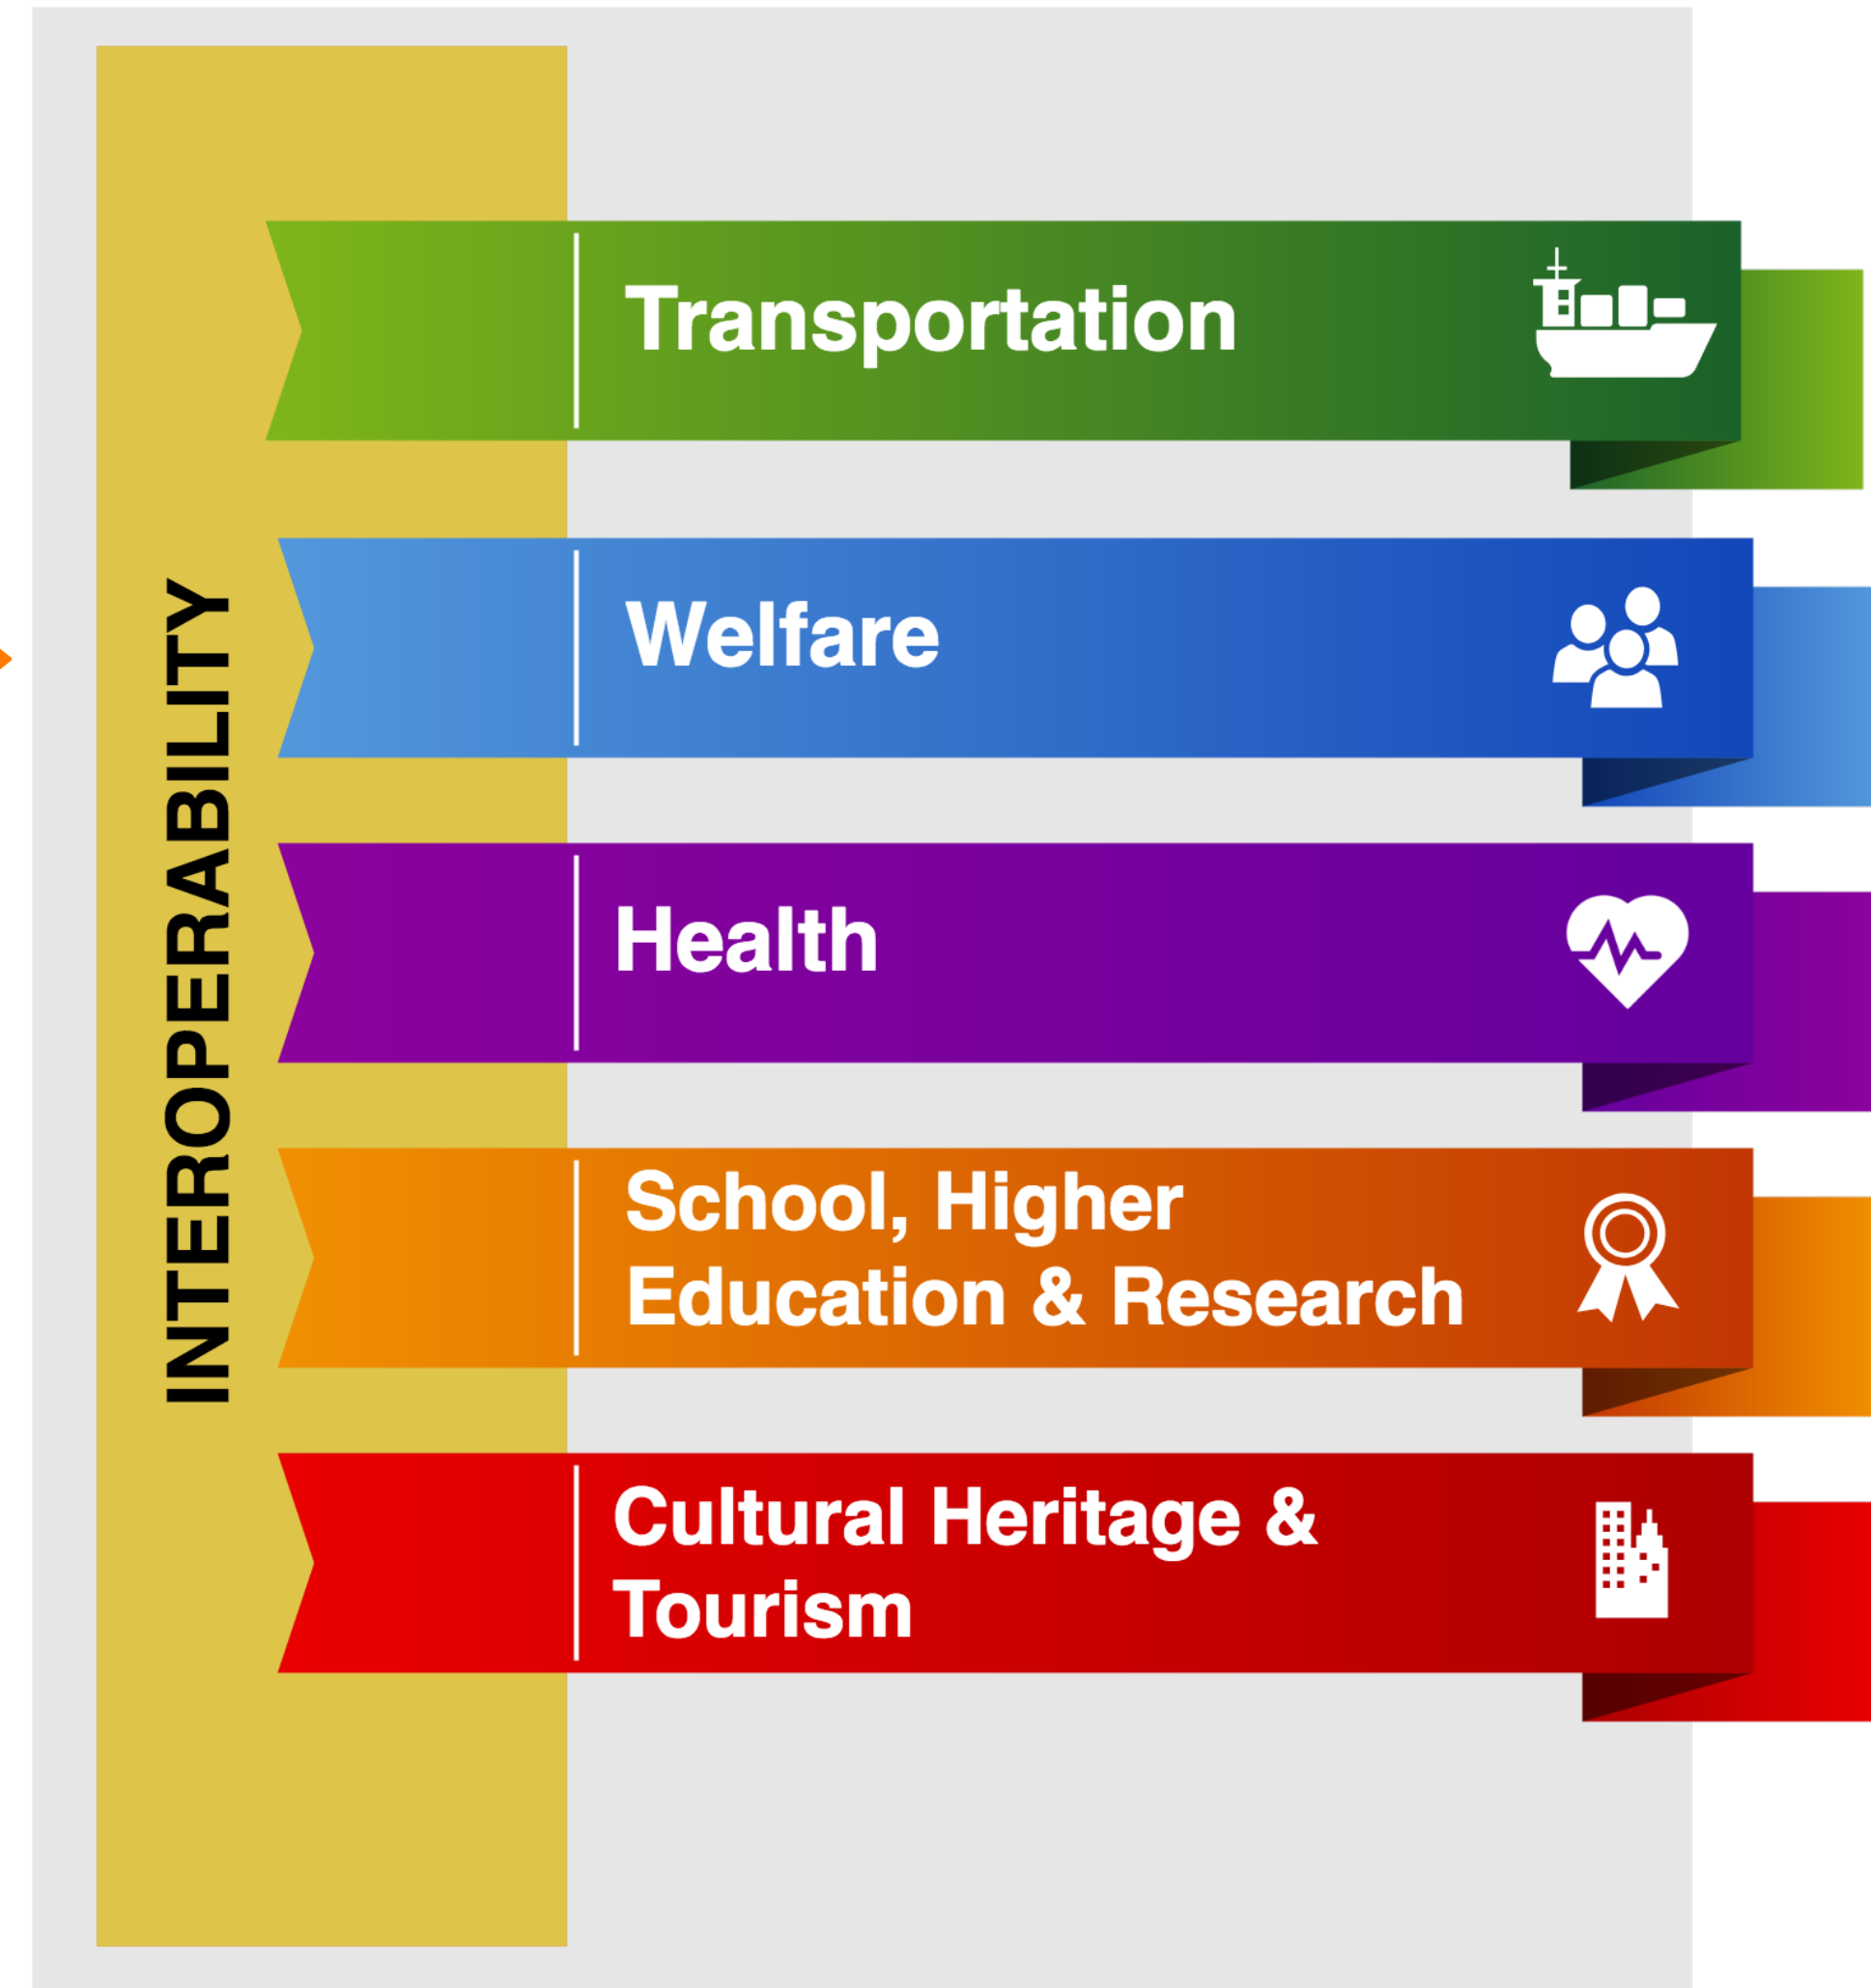 INTEROPERABILITY
Transportation
Welfare
Health
School, Higher
Education & Research
Cultural Heritage &
Tourism